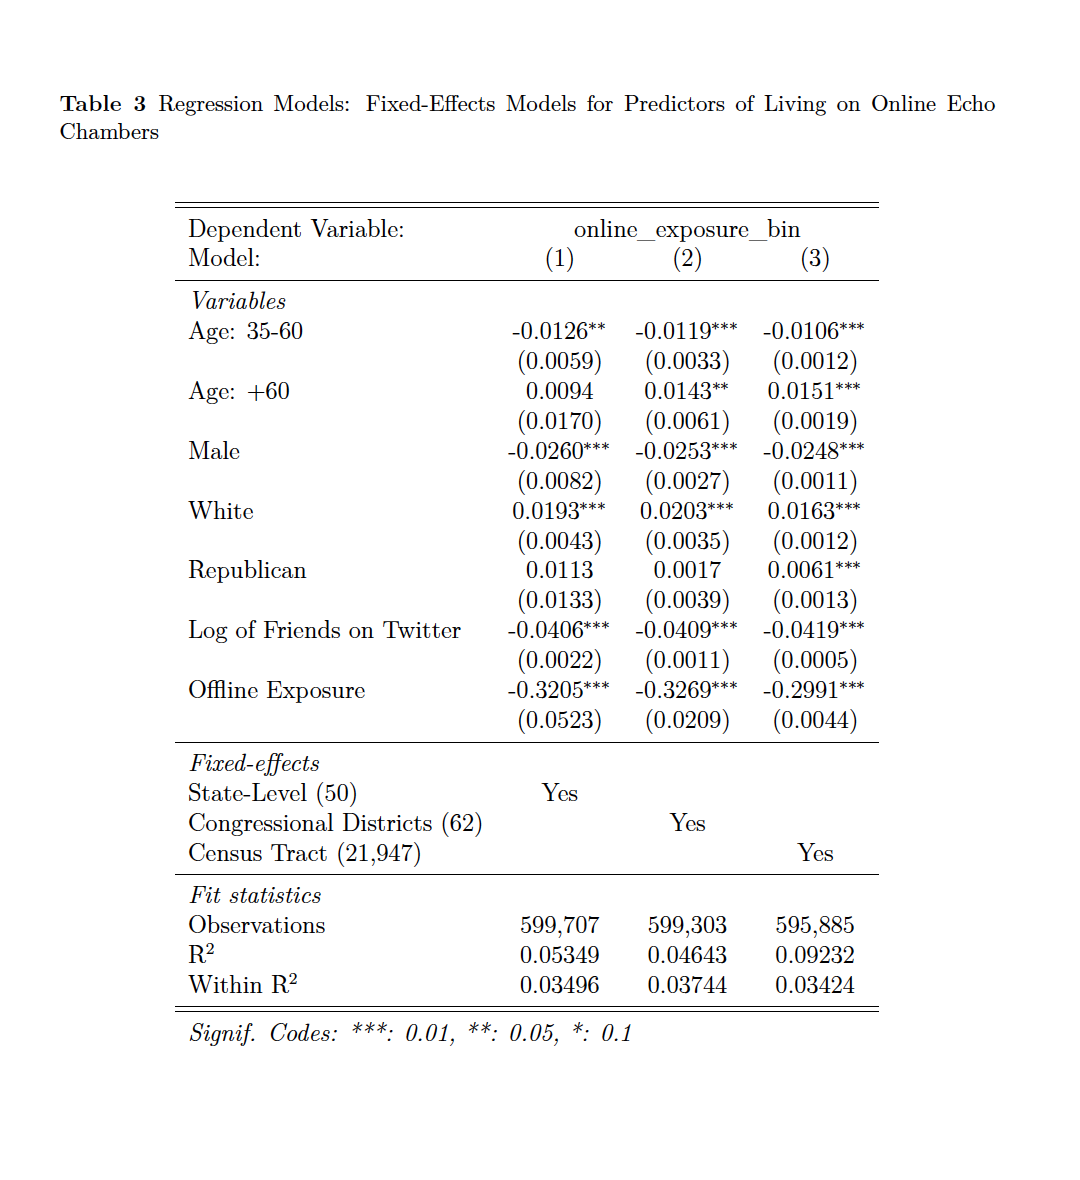 Table 3 Regression Models: Fixed-Effects Models for Predictors of Living on Online Echo
Chambers
Dependent Variable: online_exposure_bin
Model: (1) (2) (3)
Variables
Age: 35-60 -0.0126** -0.0119*** -0.0106***
(0.0059) (0.0033) (0.0012)
Age: +60 0.0094 0.0143** 0.0151***
(0.0170) (0.0061) (0.0019)
Male -0.0260*** -0.0253*** -0.0248***
(0.0082) (0.0027) (0.0011)
White 0.0193*** 0.0203*** 0.0163***
(0.0043) (0.0035) (0.0012)
Republican 0.0113 0.0017 0.0061***
(0.0133) (0.0039) (0.0013)
Log of Friends on Twitter -0.0406*** -0.0409*** -0.0419***
(0.0022) (0.0011) (0.0005)
Offline Exposure -0.3205*** -0.3269*** -0.2991***
(0.0523) (0.0209) (0.0044)
Fixed-effects
State-Level (50) Yes
Congressional Districts (62) Yes
Census Tract (21,947) Yes
Fit statistics
Observations 599,707 599,303 595,885
R² 0.05349 0.04643 0.09232
Within R² 0.03496 0.03744 0.03424
Signif. Codes: ***: 0.01, **: 0.05, *: 0.1